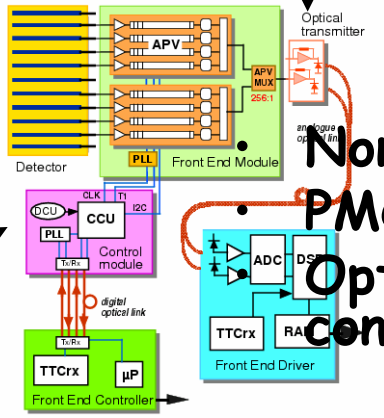 Optical
transmitter
APV
APV
MUX
256:1
analogue
Detector
PLL
Front End Module
CLK
T1
I2C
DCU
CCU
PLL
Control
module
Tx/Rx
digital
optical link
ADC
TTCrx
Front End Driver
Tx/Rx
TTCrx
µP
Front End Controller